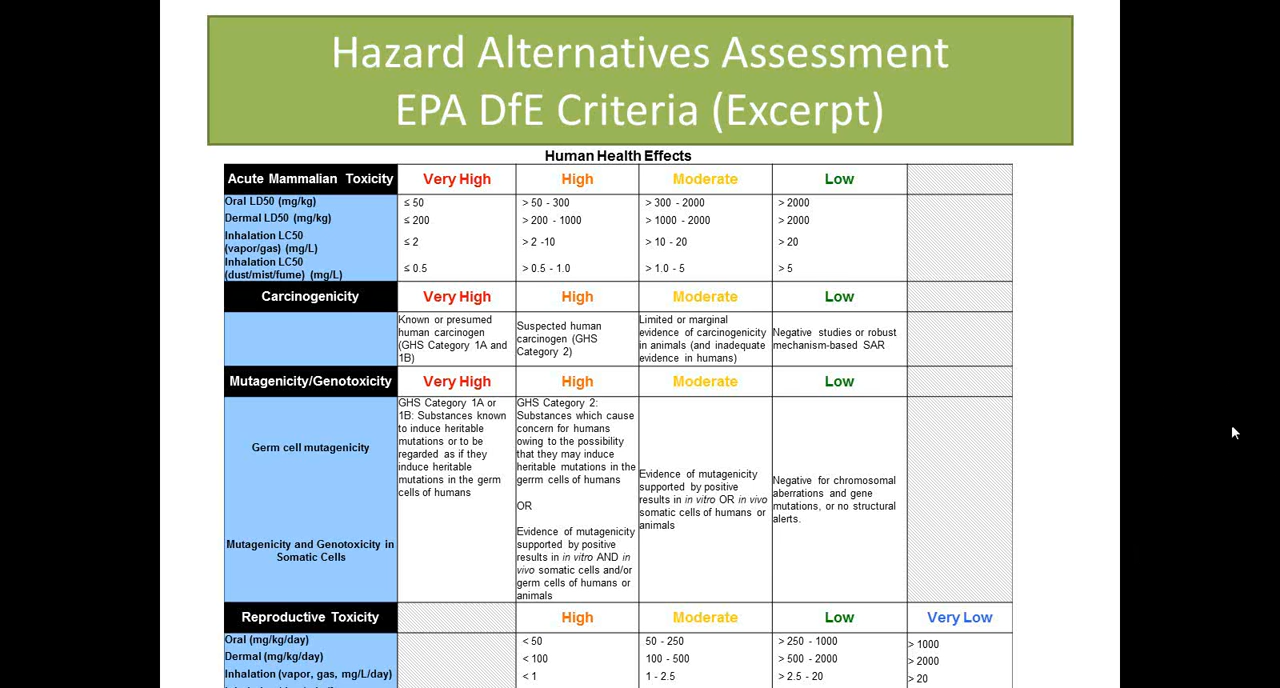 Hazard Alternatives Assessment
EPA DfE Criteria (Excerpt)
Human Health Effects
Acute Mammalian Toxicity Very High High Moderate Low
Oral LD50 (mg/kg) ≤ 50 > 50 - 300 > 300 - 2000 > 2000
Dermal LD50 (mg/kg) ≤ 200 > 200 - 1000 > 1000 - 2000 > 2000
Inhalation LC50
(vapor/gas) (mg/L) ≤ 2 > 2 -10 > 10 - 20 > 20
Inhalation LC50
(dust/mist/fume) (mg/L) ≤ 0.5 > 0.5 - 1.0 > 1.0 - 5 > 5
Carcinogenicity Very High High Moderate Low
Known or presumed
human carcinogen
(GHS Category 1A and
1B)
Suspected human
carcinogen (GHS
Category 2)
Limited or marginal
evidence of carcinogenicity
in animals (and inadequate
evidence in humans)
Negative studies or robust
mechanism-based SAR
Mutagenicity/Genotoxicity Very High High Moderate Low
Germ cell mutagenicity
Mutagenicity and Genotoxicity in
Somatic Cells
GHS Category 1A or
1B: Substances known
to induce heritable
mutations or to be
regarded as if they
induce heritable
mutations in the germ
cells of humans
GHS Category 2:
Substances which cause
concern for humans
owing to the possibility
that they may induce
heritable mutations in the
germ cells of humans
OR
Evidence of mutagenicity
supported by positive
results in in vitro AND in
vivo somatic cells and/or
germ cells of humans or
animals
Evidence of mutagenicity
supported by positive
results in in vitro OR in vivo
somatic cells of humans or
animals
Negative for chromosomal
aberrations and gene
mutations, or no structural
alerts.
Reproductive Toxicity High Moderate Low Very Low
Oral (mg/kg/day) < 50 50 - 250 > 250 - 1000 > 1000
Dermal (mg/kg/day) < 100 100 - 500 > 500 - 2000 > 2000
Inhalation (vapor, gas, mg/L/day) < 1 1 - 2.5 > 2.5 - 20 > 20